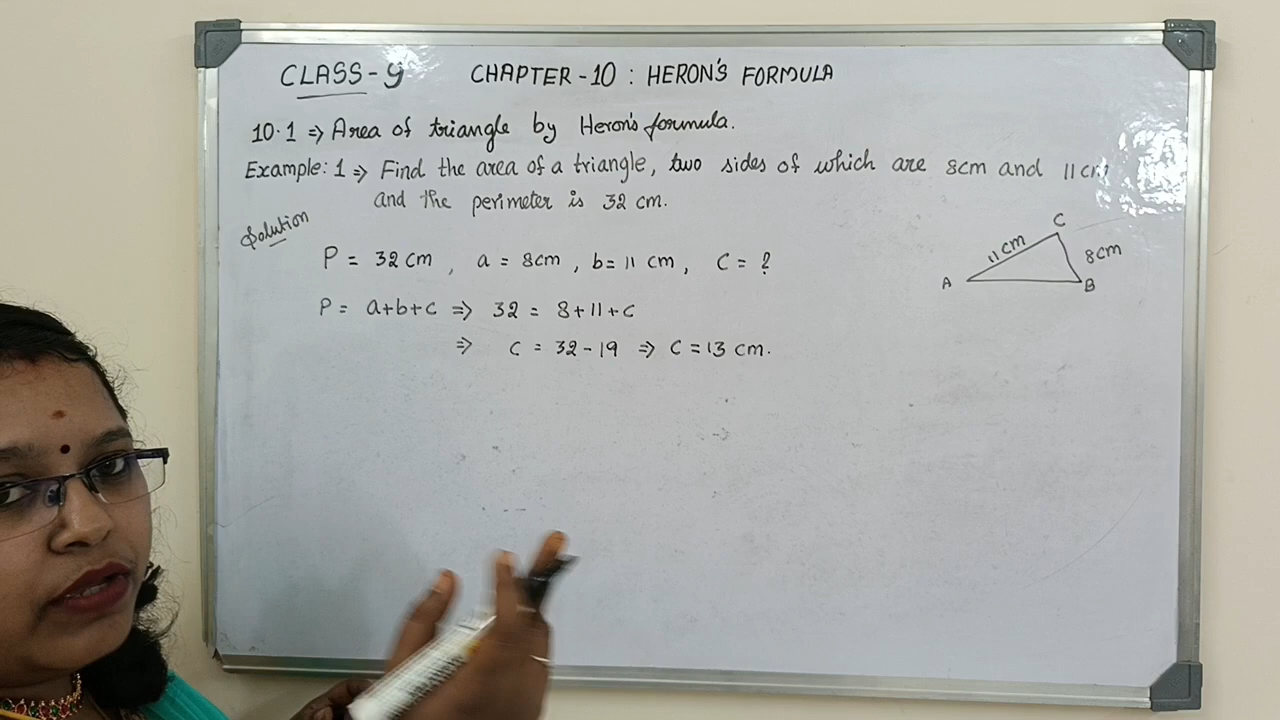 CLASS-9 CHAPTER-10 : HERON'S FORMULA
10.1 ⇒ Area of triangle by Heron's formula.
Example: 1 ⇒ Find the area of a triangle, two sides of which are 8cm and 11cm
and the perimeter is 32 cm.
Solution
P = 32 cm, a = 8cm, b = 11 cm, C = ?
P = a+b+c ⇒ 32 = 8+11+c
⇒ c = 32-19 ⇒ C = 13 cm.
C
11 cm
8cm
A
B